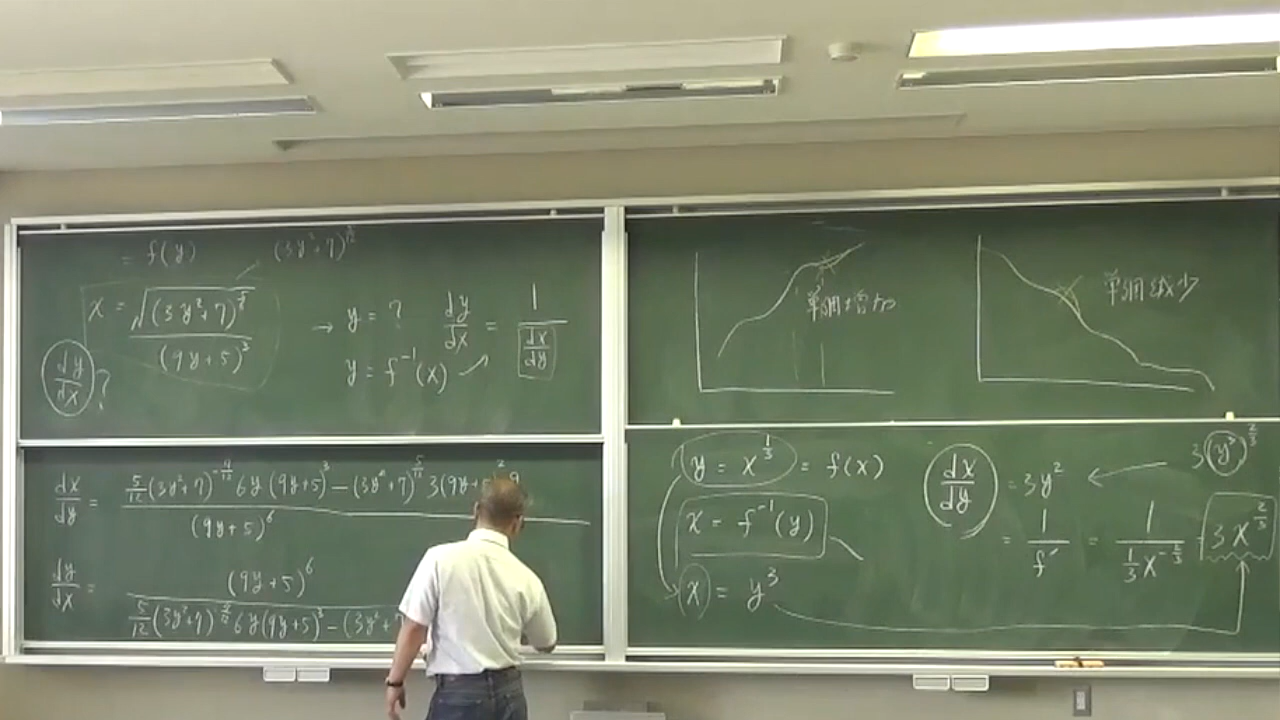 = f(y) (3y²+7)^{5/12}
x = √(3y²+7)^{5/6} / (9y+5)³ → y = ? dy/dx = 1 / (dx/dy)
dy/dx ? y = f⁻¹(x)
dx/dy = 5/12(3y²+7)^{-7/12} 6y(9y+5)³ − (3y²+7)^{5/12} 3(9y+5)² 9 / (9y+5)⁶
dy/dx = (9y+5)⁶ / 5/12(3y²+7)^{-7/12} 6y(9y+5)³ − (3y²+7)
単調増加
単調減少
y = x^{1/3} = f(x)
x = f⁻¹(y)
x = y³
dx/dy = 3y² ← 3(y³)^{2/3}
= 1/f′ = 1 / (1/3 x^{-2/3}) = 3x^{2/3}